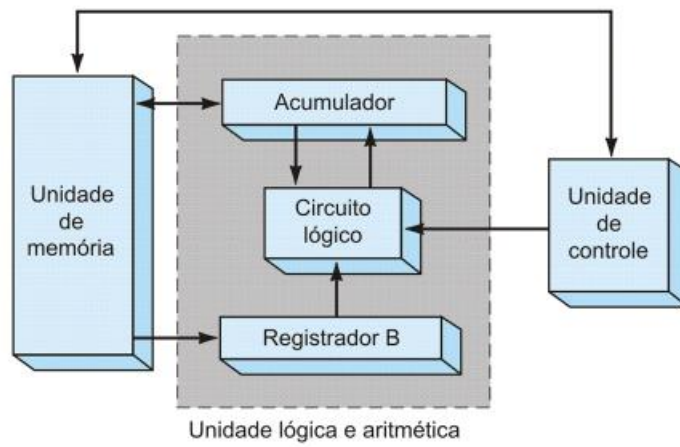 Acumulador
Unidade
de
memória
Circuito
lógico
Unidade
de
controle
Registrador B
Unidade lógica e aritmética